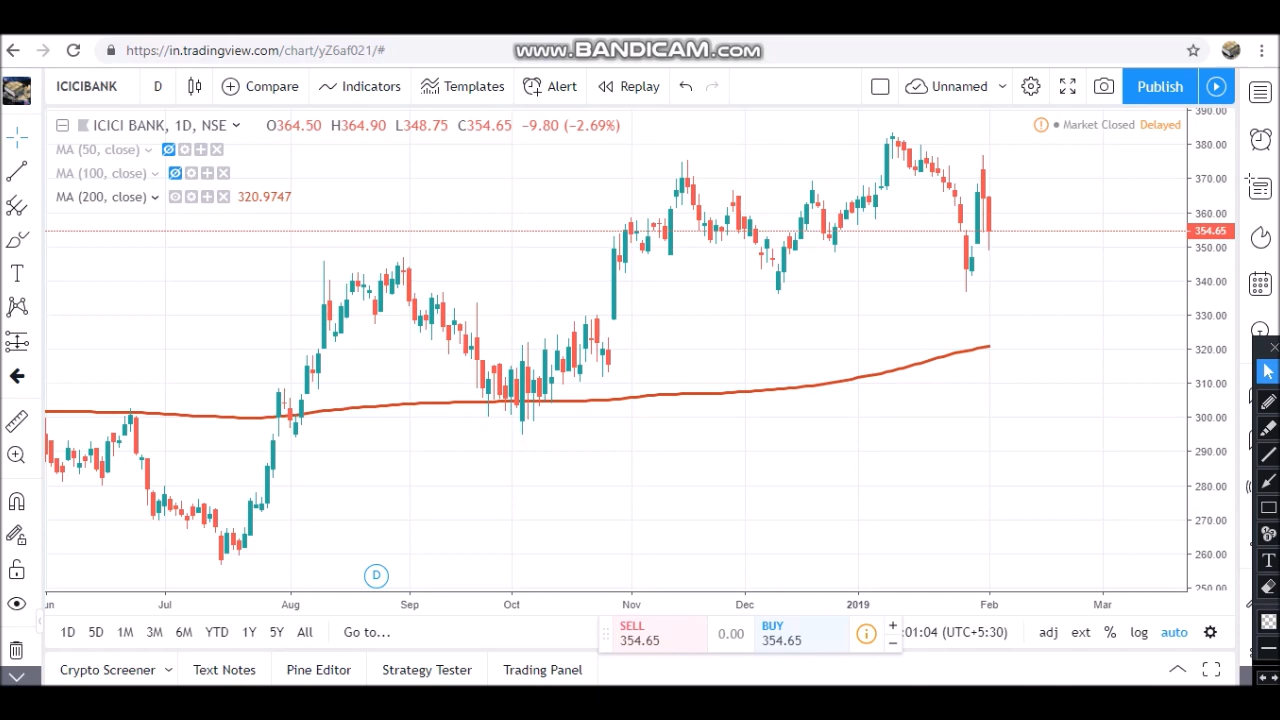 https://in.tradingview.com/chart/yZ6af021/#
www.BANDICAM.com
ICICIBANK D Compare Indicators Templates Alert Replay Unnamed Publish
ICICI BANK, 1D, NSE O364.50 H364.90 L348.75 C354.65 −9.80 (−2.69%)
Market Closed Delayed
MA (50, close)
MA (100, close)
MA (200, close) 320.9747
390.00
380.00
370.00
360.00
354.65
350.00
340.00
330.00
320.00
310.00
300.00
290.00
280.00
270.00
260.00
250.00
D
Jul Aug Sep Oct Nov Dec 2019 Feb Mar
1D 5D 1M 3M 6M YTD 1Y 5Y All Go to...
SELL
354.65
0.00
BUY
354.65
:01:04 (UTC+5:30) adj ext % log auto
Crypto Screener Text Notes Pine Editor Strategy Tester Trading Panel
T
T